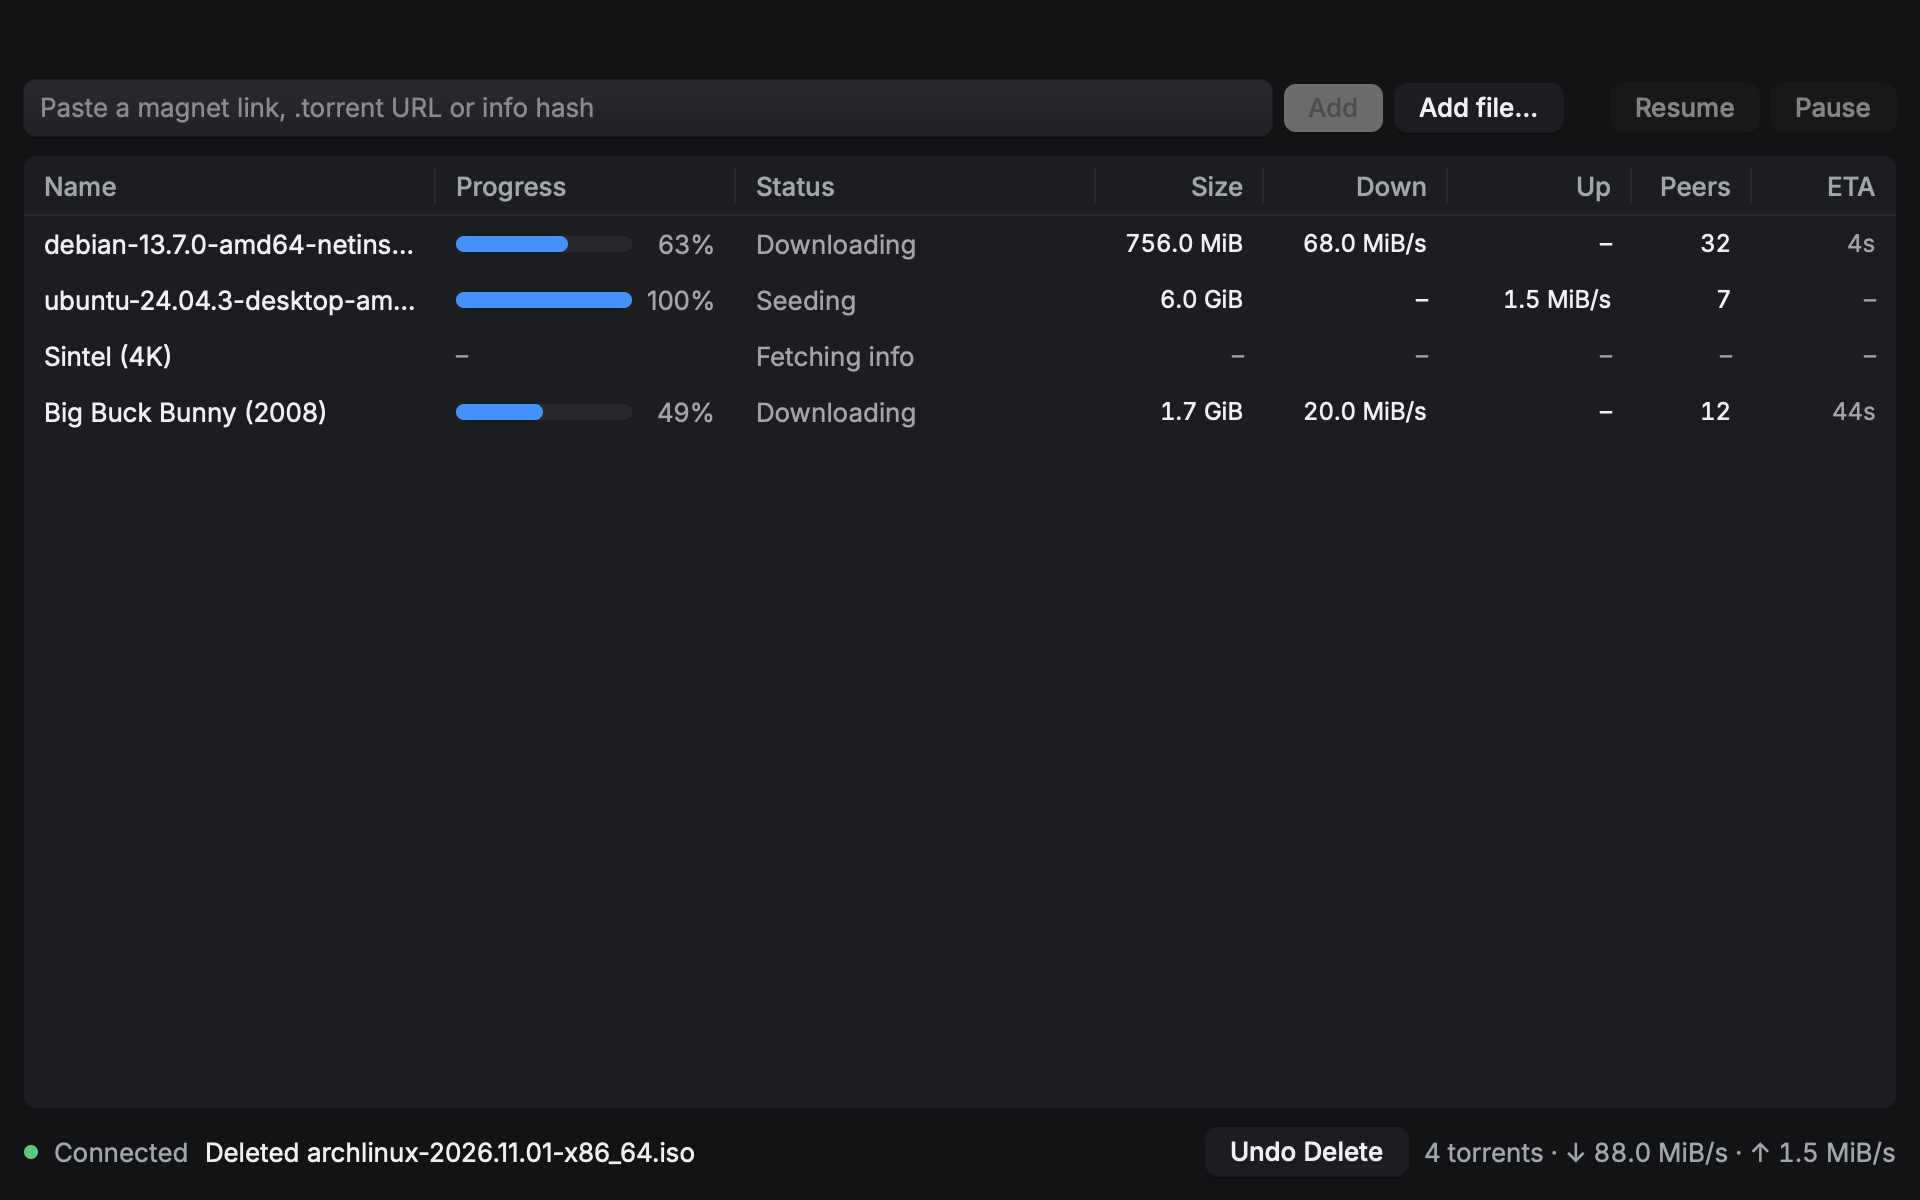 Paste a magnet link, .torrent URL or info hash Add Add file... Resume Pause
Name Progress Status Size Down Up Peers ETA
debian-13.7.0-amd64-netins... 63% Downloading 756.0 MiB 68.0 MiB/s – 32 4s
ubuntu-24.04.3-desktop-am... 100% Seeding 6.0 GiB – 1.5 MiB/s 7 –
Sintel (4K) – Fetching info – – – – –
Big Buck Bunny (2008) 49% Downloading 1.7 GiB 20.0 MiB/s – 12 44s
Connected Deleted archlinux-2026.11.01-x86_64.iso Undo Delete 4 torrents · ↓ 88.0 MiB/s · ↑ 1.5 MiB/s